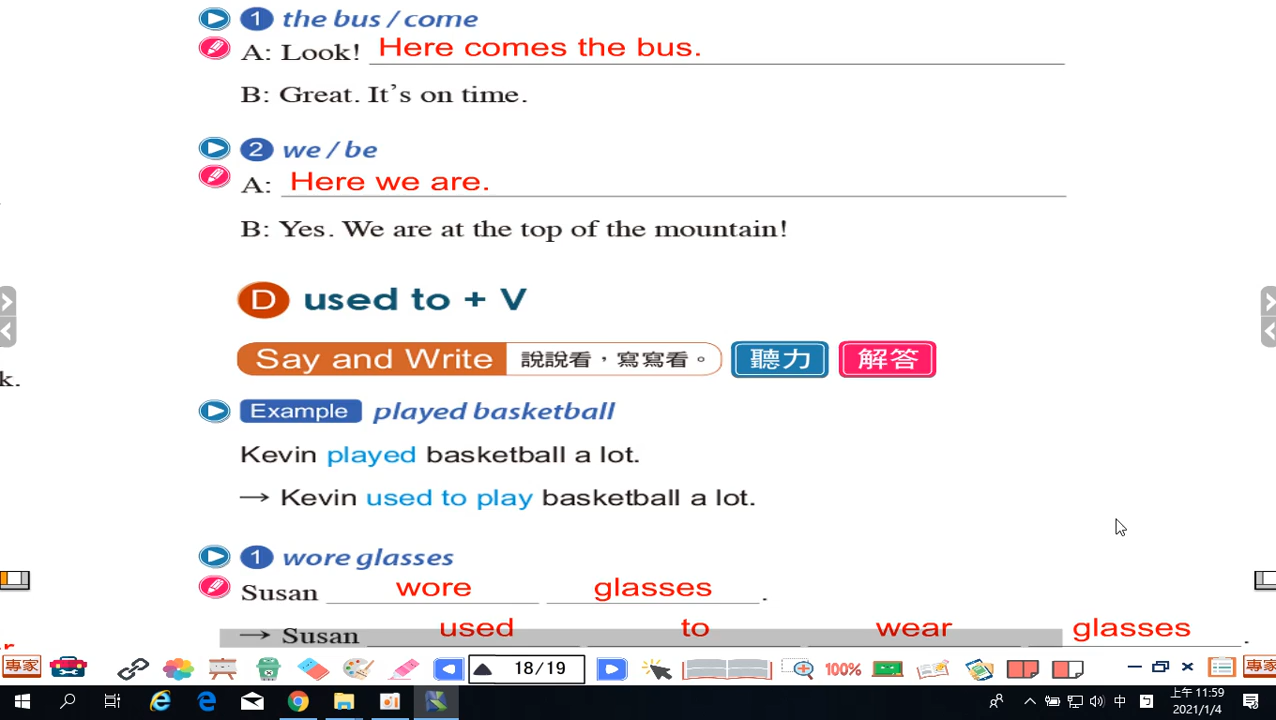 1 the bus / come
A: Look! Here comes the bus.
B: Great. It's on time.
2 we / be
A: Here we are.
B: Yes. We are at the top of the mountain!
D used to + V
Say and Write 說說看，寫寫看。 聽力 解答
k.
Example played basketball
Kevin played basketball a lot.
→ Kevin used to play basketball a lot.
1 wore glasses
Susan wore glasses.
→ Susan used to wear glasses.
r
專家 18/19 100% 專家
中 上午 11:59
2021/1/4